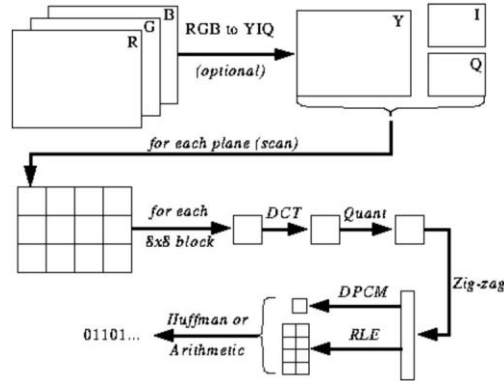 B
G
R
RGB to YIQ
(optional)
Y
I
Q
for each plane (scan)
for each
8x8 block
DCT
Quant
Zig-zag
DPCM
RLE
Huffman or
Arithmetic
01101...